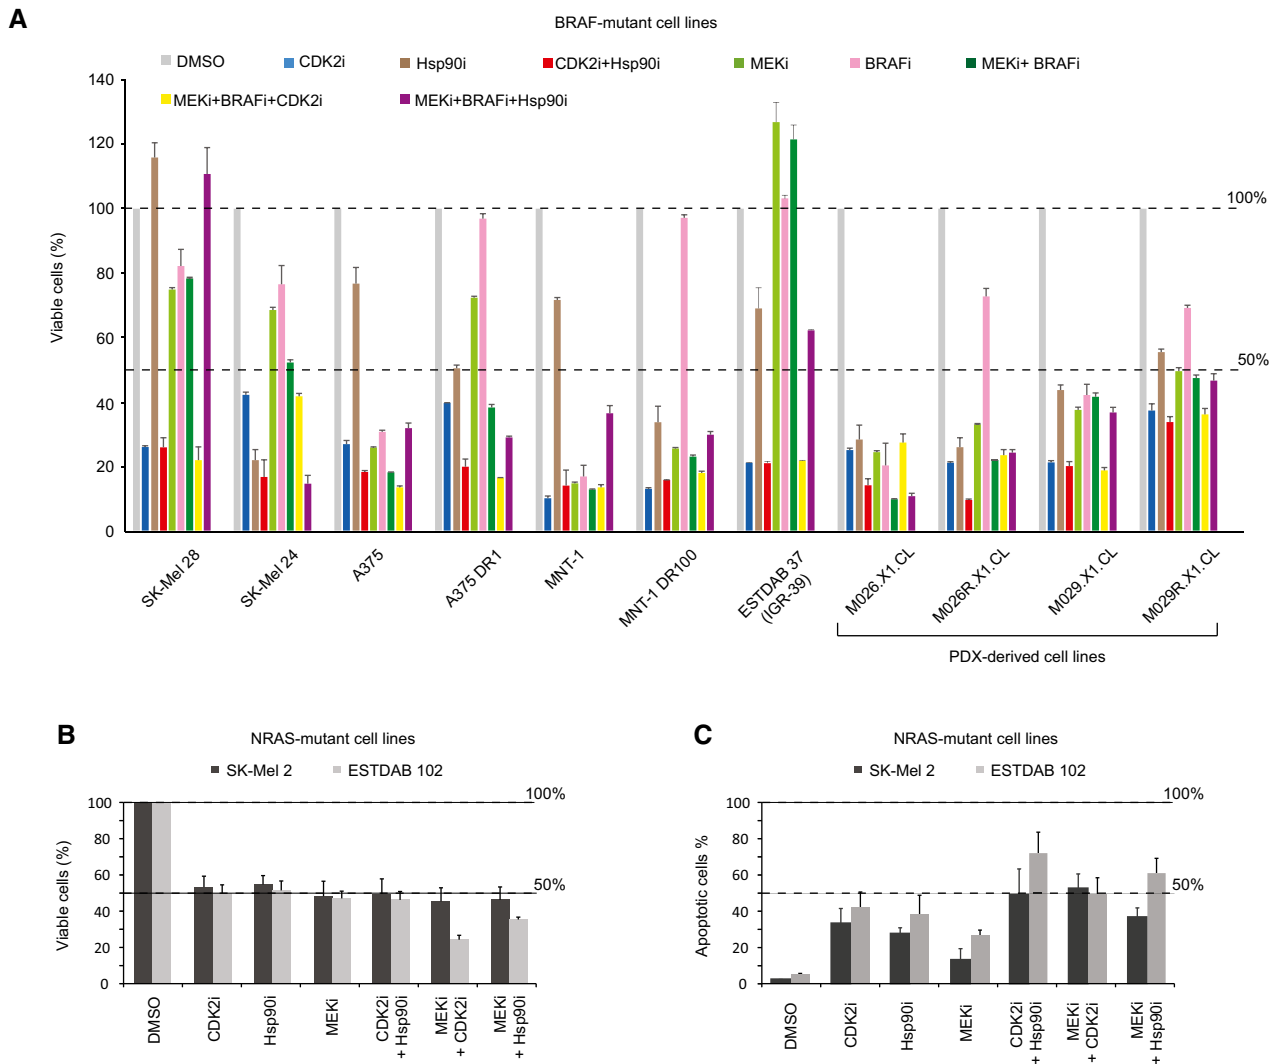 A
BRAF-mutant cell lines
DMSO CDK2i Hsp90i CDK2i+Hsp90i MEKi BRAFi MEKi+ BRAFi
MEKi+BRAFi+CDK2i MEKi+BRAFi+Hsp90i
Viable cells (%)
140
120
100
80
60
40
20
0
100%
50%
SK-Mel 28
SK-Mel 24
A375
A375 DR1
MNT-1
MNT-1 DR100
ESTDAB 37
(IGR-39)
M026.X1.CL
M026R.X1.CL
M029.X1.CL
M029R.X1.CL
PDX-derived cell lines
B
NRAS-mutant cell lines
SK-Mel 2 ESTDAB 102
Viable cells (%)
100
80
60
40
20
0
100%
50%
DMSO
CDK2i
Hsp90i
MEKi
CDK2i
+ Hsp90i
MEKi
+ CDK2i
MEKi
+ Hsp90i
C
NRAS-mutant cell lines
SK-Mel 2 ESTDAB 102
Apoptotic cells %
100
80
60
40
20
0
100%
50%
DMSO
CDK2i
Hsp90i
MEKi
CDK2i
+ Hsp90i
MEKi
+ CDK2i
MEKi
+ Hsp90i